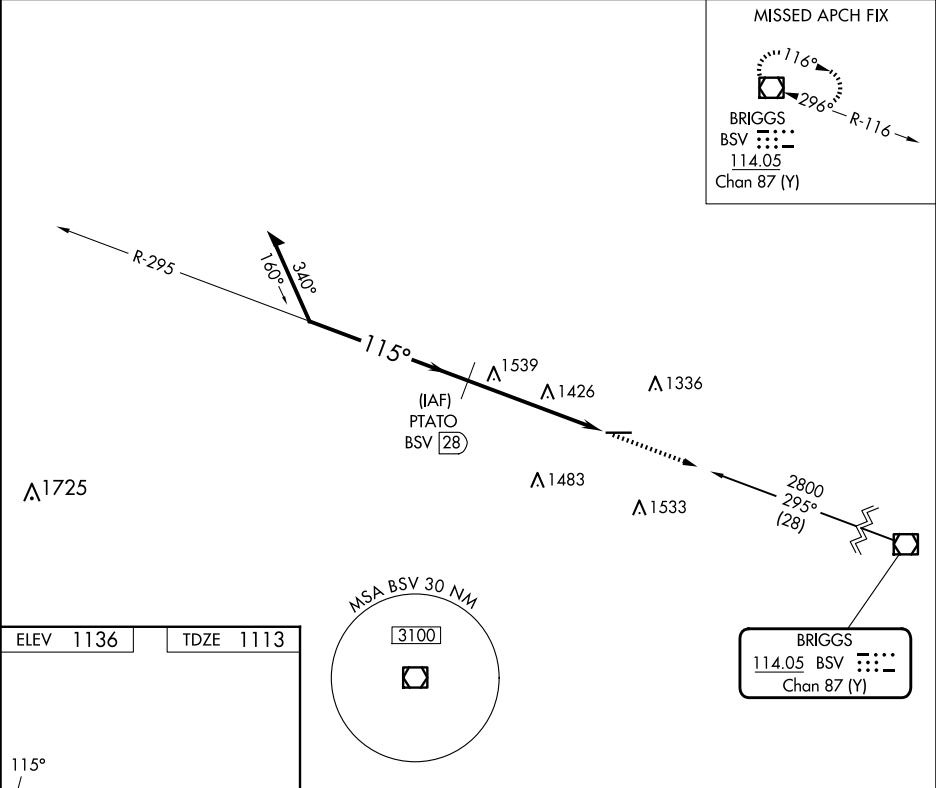 MISSED APCH FIX
116°
296°
R-116
BRIGGS
BSV
114.05
Chan 87 (Y)
R-295
340°
160°
115°
1539
1426
1336
(IAF)
PTATO
BSV 28
1725
1483
1533
2800
295°
(28)
MSA BSV 30 NM
3100
BRIGGS
114.05 BSV
Chan 87 (Y)
ELEV 1136
TDZE 1113
115°